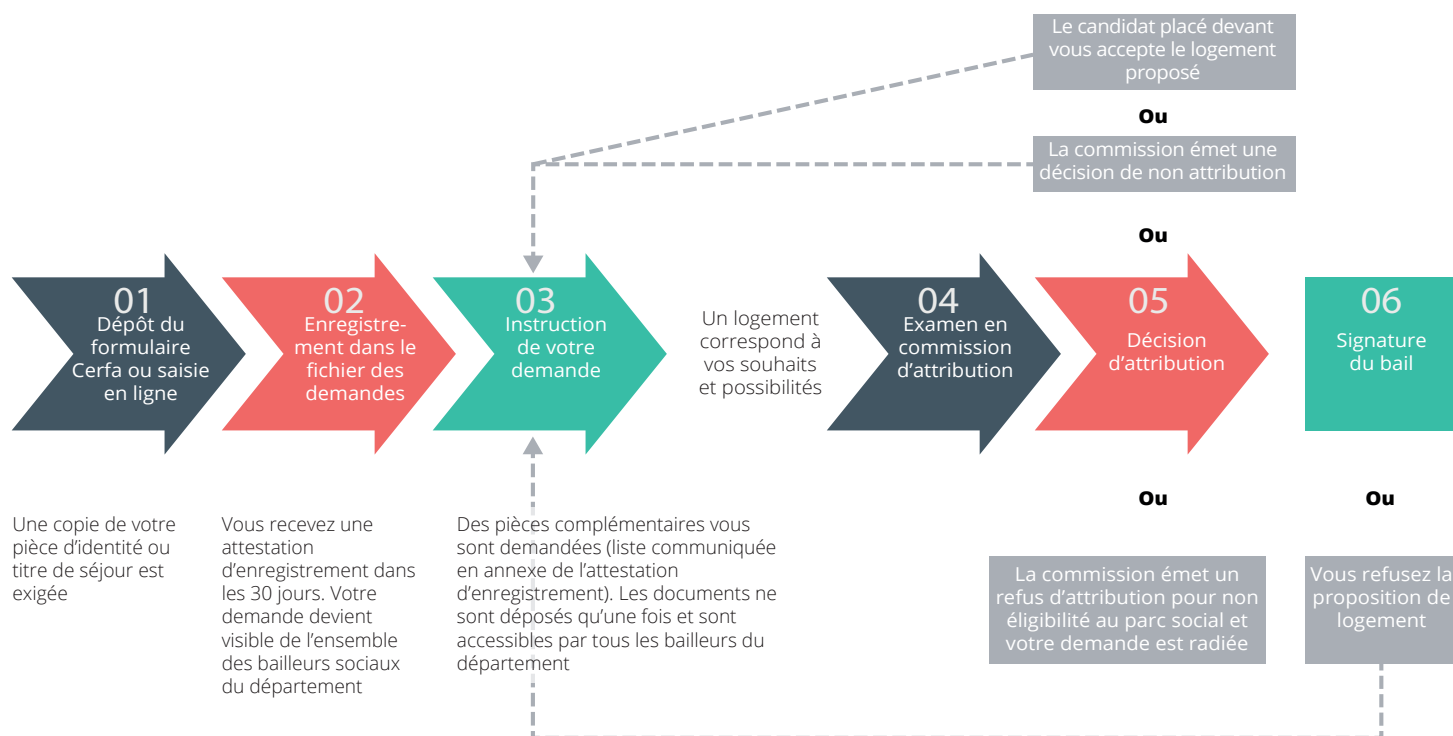 Le candidat placé devant
vous accepte le logement
proposé
Ou
La commission émet une
décision de non attribution
Ou
01
Dépôt du
formulaire
Cerfa ou saisie
en ligne
02
Enregistre-
ment dans le
fichier des
demandes
03
Instruction
de votre
demande
Un logement
correspond à
vos souhaits
et possibilités
04
Examen en
commission
d’attribution
05
Décision
d’attribution
06
Signature
du bail
Une copie de votre
pièce d’identité ou
titre de séjour est
exigée
Vous recevez une
attestation
d’enregistrement dans
les 30 jours. Votre
demande devient
visible de l’ensemble
des bailleurs sociaux
du département
Des pièces complémentaires vous
sont demandées (liste communiquée
en annexe de l’attestation
d’enregistrement). Les documents ne
sont déposés qu’une fois et sont
accessibles par tous les bailleurs du
département
Ou
La commission émet un
refus d’attribution pour non
éligibilité au parc social et
votre demande est radiée
Ou
Vous refusez la
proposition de
logement